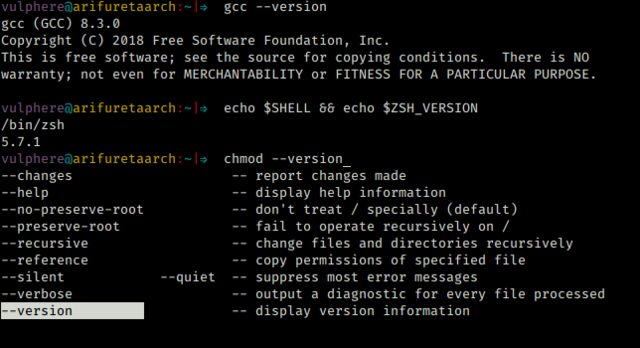 vulphere@arifuretaarch:~|⇒  gcc --version
gcc (GCC) 8.3.0
Copyright (C) 2018 Free Software Foundation, Inc.
This is free software; see the source for copying conditions.  There is NO
warranty; not even for MERCHANTABILITY or FITNESS FOR A PARTICULAR PURPOSE.
vulphere@arifuretaarch:~|⇒  echo $SHELL && echo $ZSH_VERSION
/bin/zsh
5.7.1
vulphere@arifuretaarch:~|⇒  chmod --version_
--changes -- report changes made
--help -- display help information
--no-preserve-root -- don't treat / specially (default)
--preserve-root -- fail to operate recursively on /
--recursive -- change files and directories recursively
--reference -- copy permissions of specified file
--silent --quiet -- suppress most error messages
--verbose -- output a diagnostic for every file processed
--version -- display version information